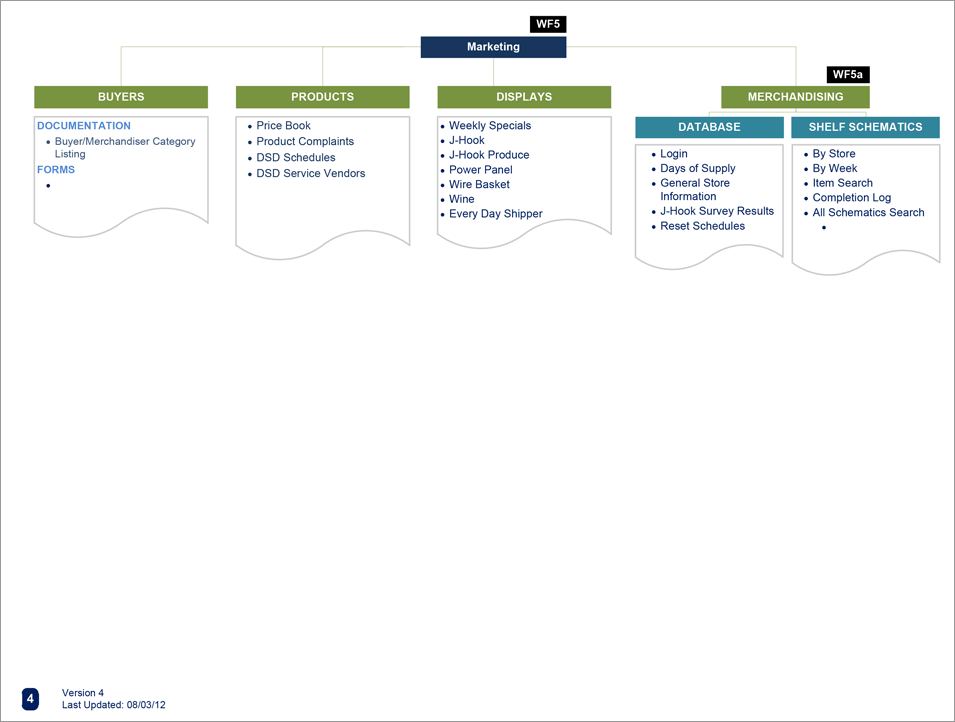 WF5
Marketing
WF5a
BUYERS
PRODUCTS
DISPLAYS
MERCHANDISING
DOCUMENTATION
• Buyer/Merchandiser Category
Listing
FORMS
•
• Price Book
• Product Complaints
• DSD Schedules
• DSD Service Vendors
• Weekly Specials
• J-Hook
• J-Hook Produce
• Power Panel
• Wire Basket
• Wine
• Every Day Shipper
DATABASE
• Login
• Days of Supply
• General Store
Information
• J-Hook Survey Results
• Reset Schedules
SHELF SCHEMATICS
• By Store
• By Week
• Item Search
• Completion Log
• All Schematics Search
•
4
Version 4
Last Updated: 08/03/12